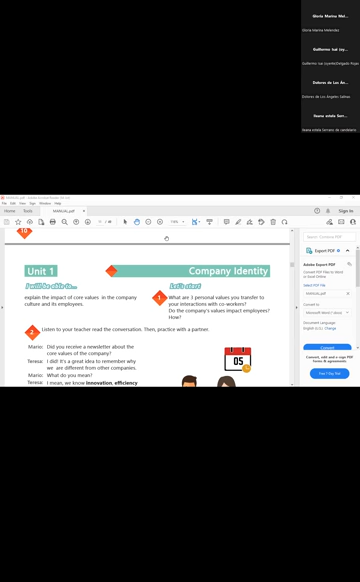 Gloria Marina Mel...
Gloria Marina Melendez
Guillermo Isai (oy...
Guillermo Isai (oyente)Delgado Rojas
Dolores de Los Án...
Dolores de Los Angeles Salinas
Ileana estela Serr...
Ileana estela Serrano de candelario
MANUAL.pdf - Adobe Acrobat Reader DC
File Edit View Sign Window Help
Home Tools MANUAL.pdf
Sign In
10
Unit 1
Company Identity
I will be able to...
explain the impact of core values in the company
culture and its employees.
Let's start
1
What are 3 personal values you transfer to
your interactions with co-workers?
Do the company's values impact employees?
How?
2
Listen to your teacher read the conversation. Then, practice with a partner.
Mario: Did you receive a newsletter about the
core values of the company?
Teresa: I did! It's a great idea to remember why
we are different from other companies.
Mario: What do you mean?
Teresa: I mean, we know innovation, efficiency
05
Export PDF
Adobe Export PDF
Convert PDF Files to Word
or Excel Online
Select PDF File
MANUAL.pdf
Convert to
Microsoft Word (*.docx)
Document Language:
English (U.S.) Change
Convert
Convert, edit and e-sign PDF
forms & agreements
Free 7-Day Trial